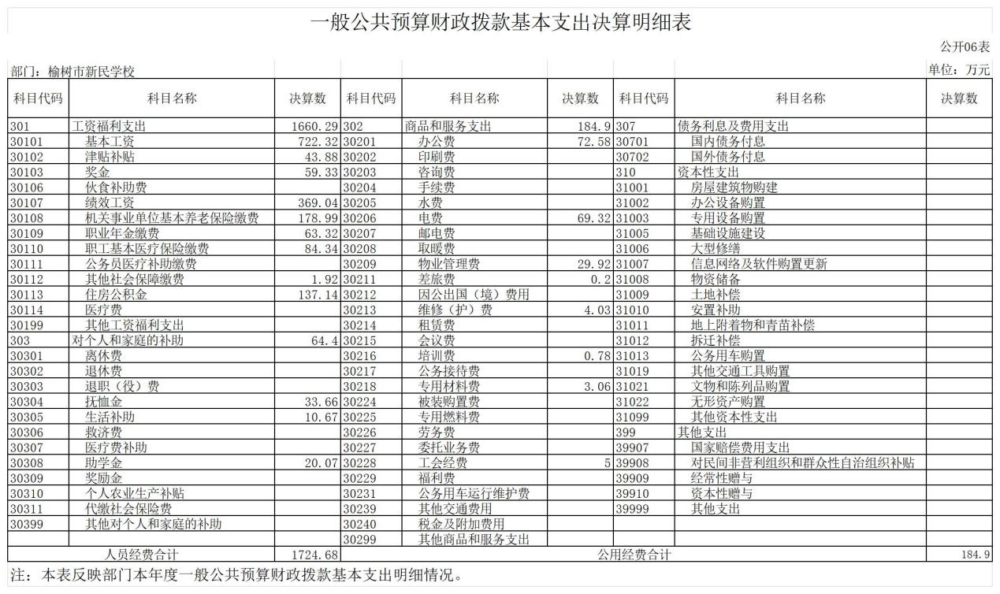 一般公共预算财政拨款基本支出决算明细表
公开06表
部门：榆树市新民学校 单位：万元
科目代码 科目名称 决算数 科目代码 科目名称 决算数 科目代码 科目名称 决算数
301 工资福利支出 1660.29 302 商品和服务支出 184.9 307 债务利息及费用支出
30101 基本工资 722.32 30201 办公费 72.58 30701 国内债务付息
30102 津贴补贴 43.88 30202 印刷费 30702 国外债务付息
30103 奖金 59.33 30203 咨询费 310 资本性支出
30106 伙食补助费 30204 手续费 31001 房屋建筑物购建
30107 绩效工资 369.04 30205 水费 31002 办公设备购置
30108 机关事业单位基本养老保险缴费 178.99 30206 电费 69.32 31003 专用设备购置
30109 职业年金缴费 63.32 30207 邮电费 31005 基础设施建设
30110 职工基本医疗保险缴费 84.34 30208 取暖费 31006 大型修缮
30111 公务员医疗补助缴费 30209 物业管理费 29.92 31007 信息网络及软件购置更新
30112 其他社会保障缴费 1.92 30211 差旅费 0.2 31008 物资储备
30113 住房公积金 137.14 30212 因公出国（境）费用 31009 土地补偿
30114 医疗费 30213 维修（护）费 4.03 31010 安置补助
30199 其他工资福利支出 30214 租赁费 31011 地上附着物和青苗补偿
303 对个人和家庭的补助 64.4 30215 会议费 31012 拆迁补偿
30301 离休费 30216 培训费 0.78 31013 公务用车购置
30302 退休费 30217 公务接待费 31019 其他交通工具购置
30303 退职（役）费 30218 专用材料费 3.06 31021 文物和陈列品购置
30304 抚恤金 33.66 30224 被装购置费 31022 无形资产购置
30305 生活补助 10.67 30225 专用燃料费 31099 其他资本性支出
30306 救济费 30226 劳务费 399 其他支出
30307 医疗费补助 30227 委托业务费 39907 国家赔偿费用支出
30308 助学金 20.07 30228 工会经费 5 39908 对民间非营利组织和群众性自治组织补贴
30309 奖励金 30229 福利费 39909 经常性赠与
30310 个人农业生产补贴 30231 公务用车运行维护费 39910 资本性赠与
30311 代缴社会保险费 30239 其他交通费用 39999 其他支出
30399 其他对个人和家庭的补助 30240 税金及附加费用
30299 其他商品和服务支出
人员经费合计 1724.68 公用经费合计 184.9
注：本表反映部门本年度一般公共预算财政拨款基本支出明细情况。